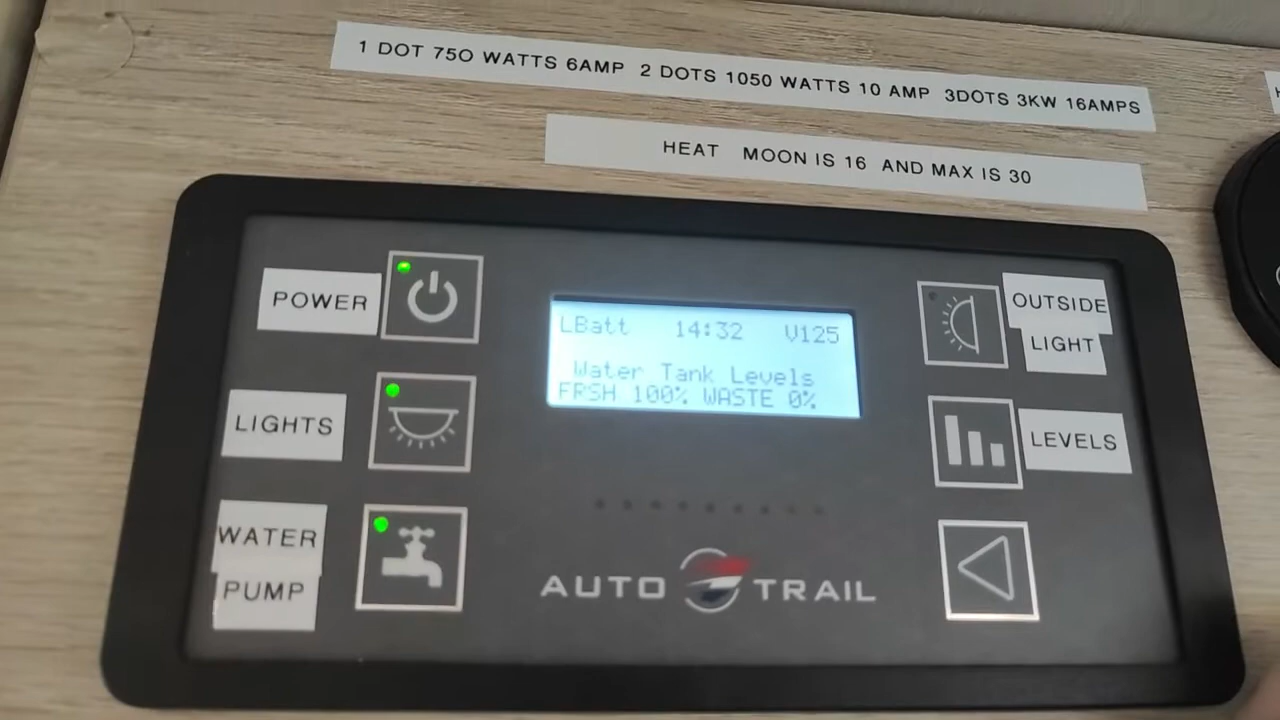 1 DOT 750 WATTS 6AMP 2 DOTS 1050 WATTS 10 AMP 3DOTS 3KW 16AMPS
HEAT MOON IS 16 AND MAX IS 30
POWER
LIGHTS
WATER
PUMP
LBatt 14:32 V125
Water Tank Levels
FRSH 100% WASTE 0%
OUTSIDE
LIGHT
LEVELS
AUTO TRAIL